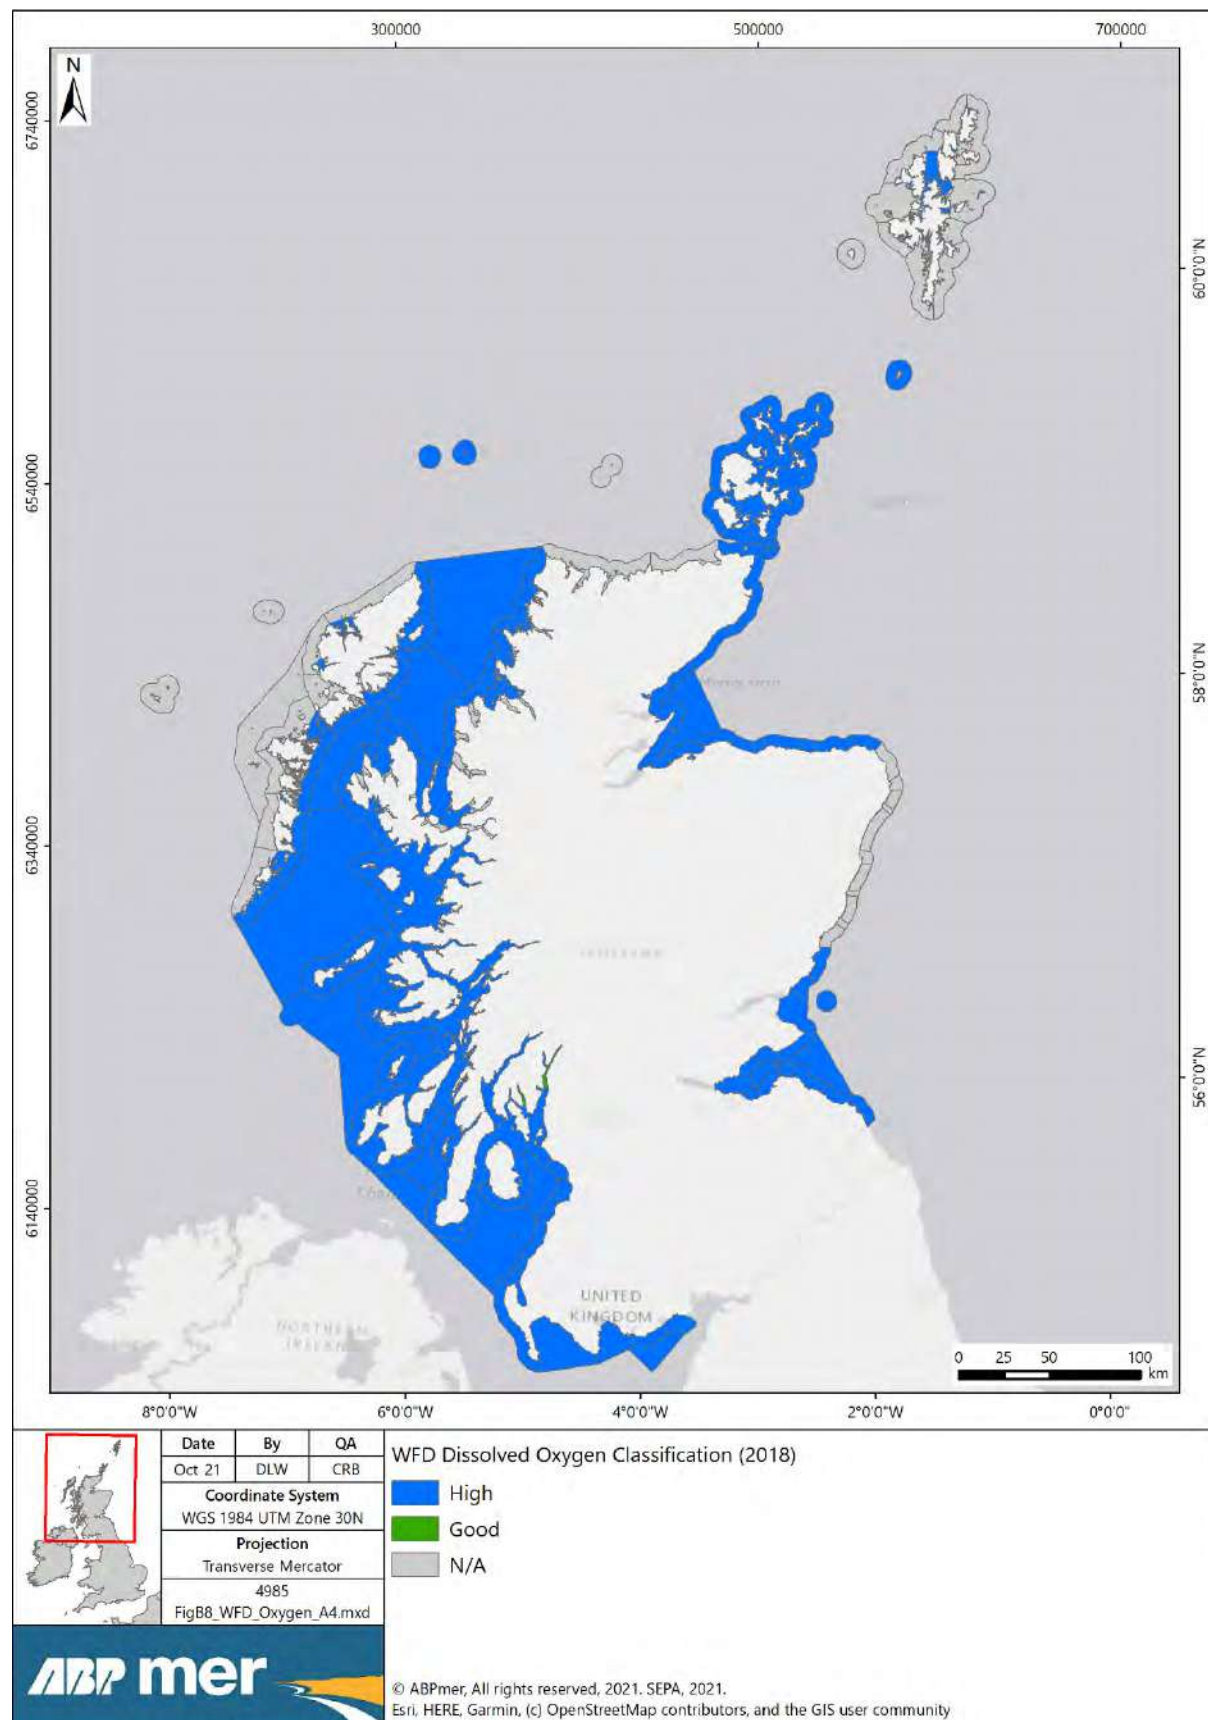 300000 500000 700000
N
6740000
60°0'0"N
6540000
58°0'0"N
6340000
56°0'0"N
6140000
UNITED
KINGDOM
NORTHERN
IRELAND
0 25 50 100
km
8°0'0"W 6°0'0"W 4°0'0"W 2°0'0"W 0°0'0"
Date By QA
Oct 21 DLW CRB
Coordinate System
WGS 1984 UTM Zone 30N
Projection
Transverse Mercator
4985
FigB8_WFD_Oxygen_A4.mxd
WFD Dissolved Oxygen Classification (2018)
High
Good
N/A
ABPmer
© ABPmer, All rights reserved, 2021. SEPA, 2021.
Esri, HERE, Garmin, (c) OpenStreetMap contributors, and the GIS user community